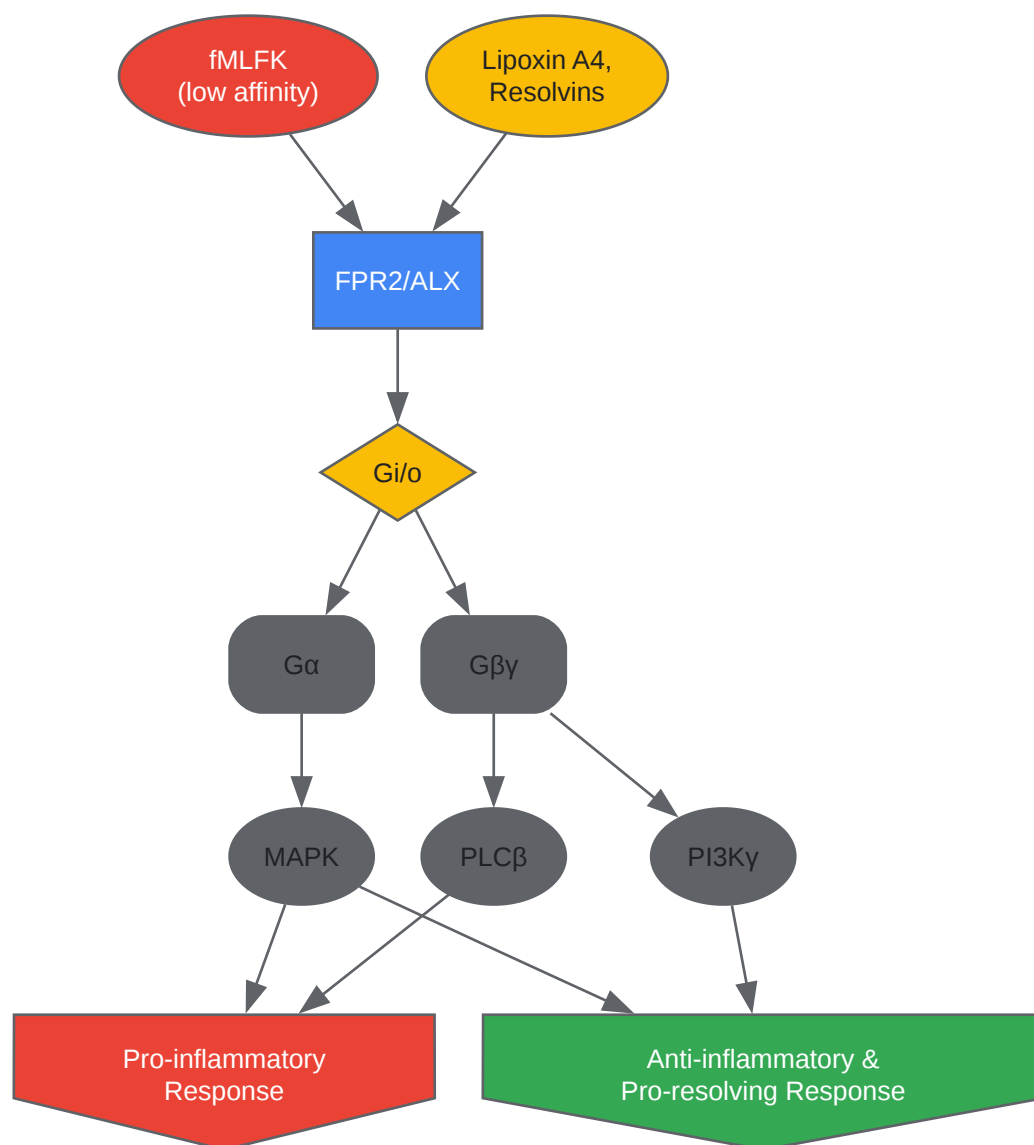 fMLFK
(low affinity)
Lipoxin A4,
Resolvins
FPR2/ALX
Gi/o
Gα
Gβγ
MAPK
PLCβ
PI3Kγ
Pro-inflammatory
Response
Anti-inflammatory &
Pro-resolving Response